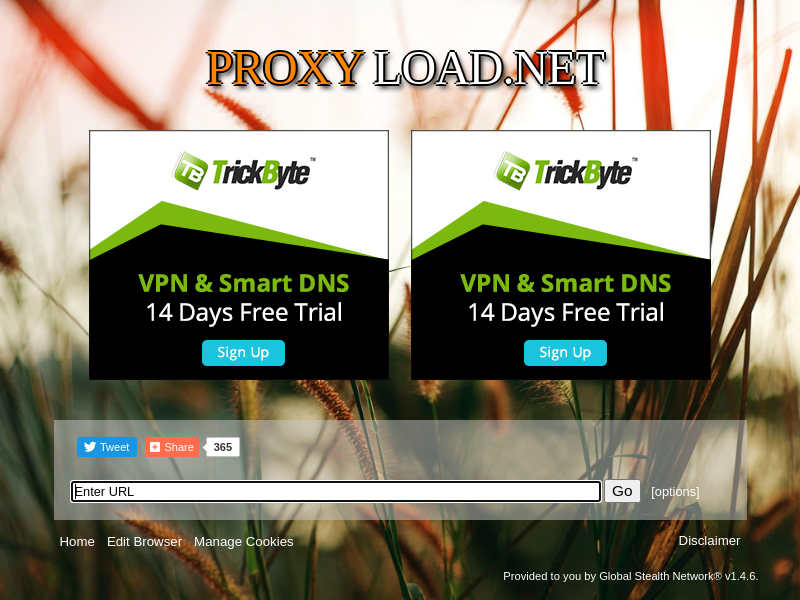 PROXY LOAD.NET
TB TrickByte™
VPN & Smart DNS
14 Days Free Trial
Sign Up
TB TrickByte™
VPN & Smart DNS
14 Days Free Trial
Sign Up
Tweet Share 365
Enter URL Go [options]
Home Edit Browser Manage Cookies Disclaimer
Provided to you by Global Stealth Network® v1.4.6.